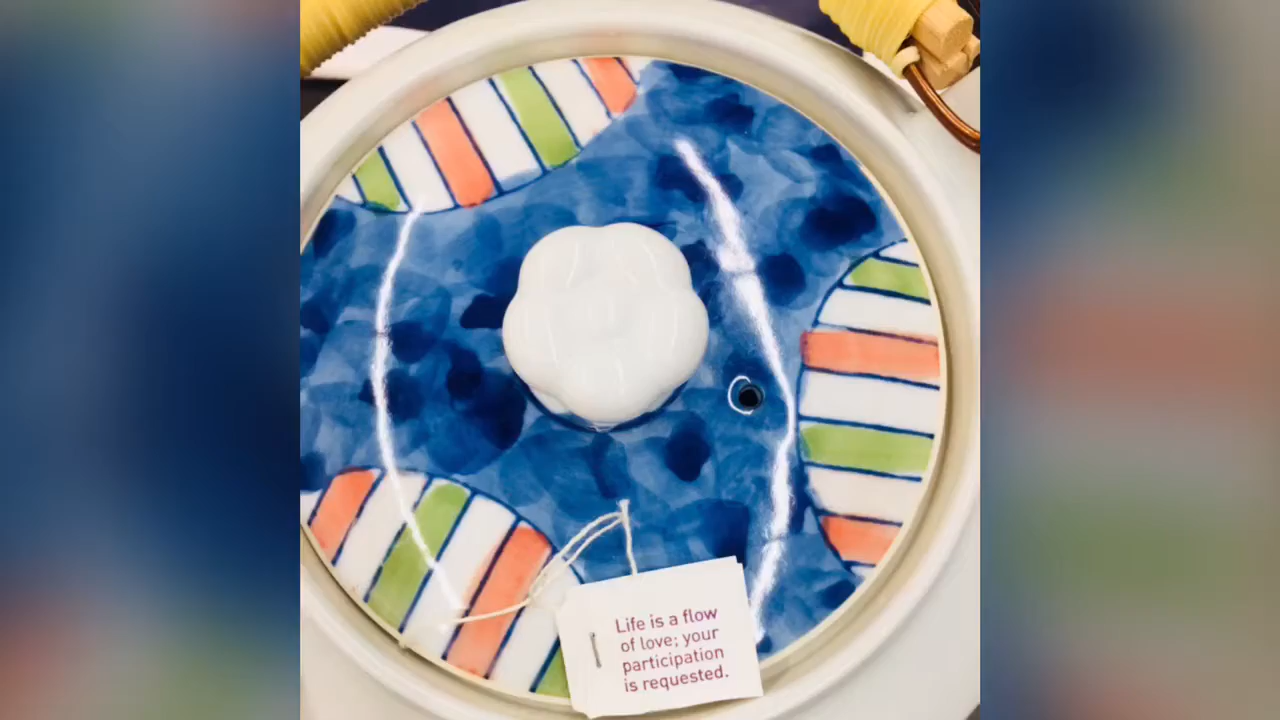 Life is a flow
of love; your
participation
is requested.